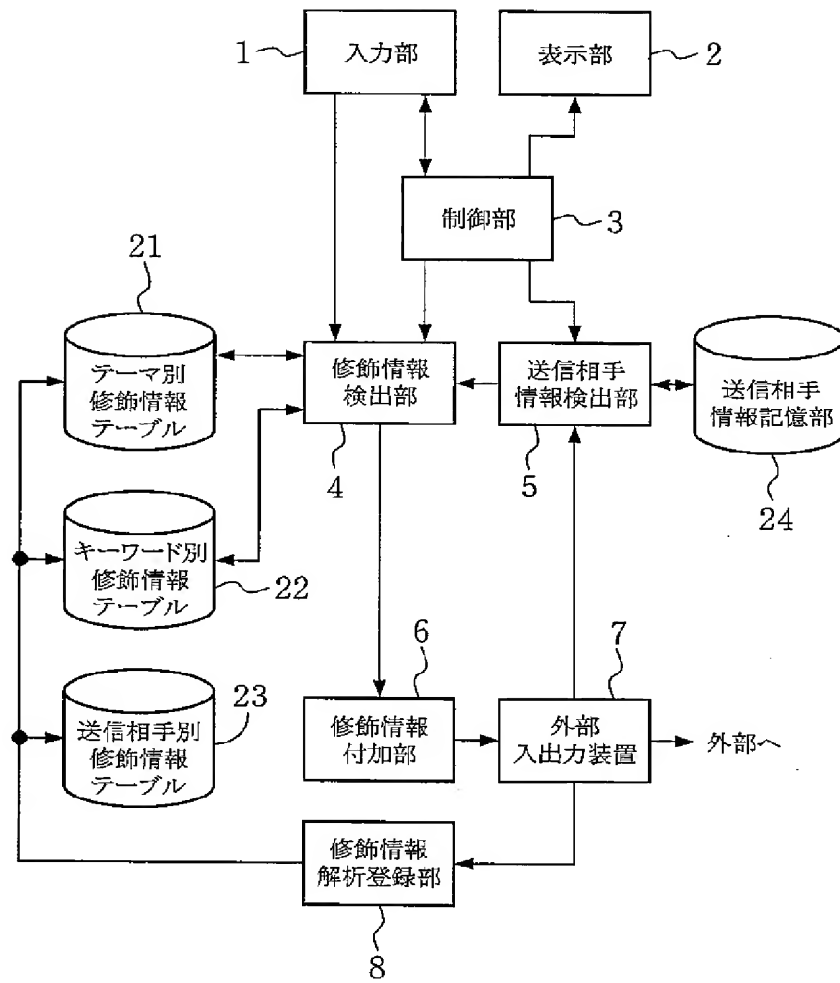 1
入力部
表示部
2
制御部
3
21
テーマ別
修飾情報
テーブル
修飾情報
検出部
4
送信相手
情報検出部
5
送信相手
情報記憶部
24
キーワード別
修飾情報
テーブル
22
送信相手別
修飾情報
テーブル
23
6
修飾情報
付加部
7
外部
入出力装置
外部へ
修飾情報
解析登録部
8